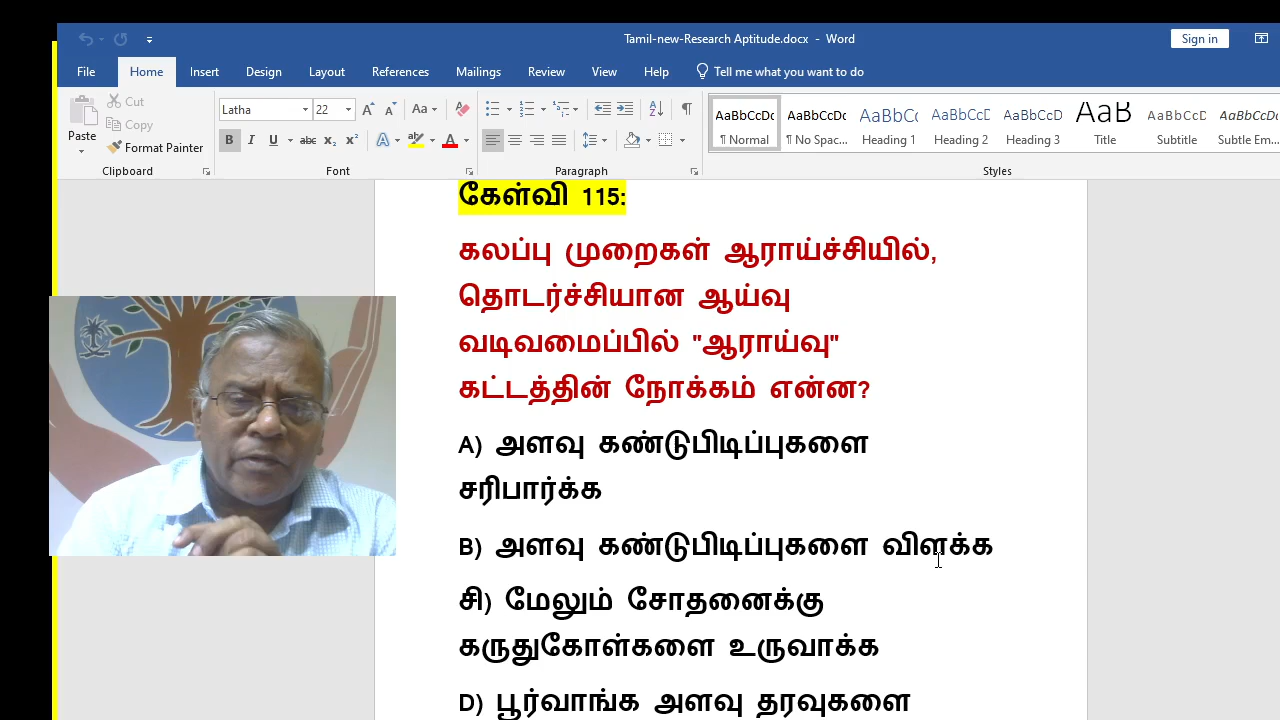 Tamil-new-Research Aptitude.docx - Word
Sign in
File Home Insert Design Layout References Mailings Review View Help Tell me what you want to do
Paste
Cut
Copy
Format Painter
Clipboard
Latha 22
Font
Paragraph
AaBbCcDc AaBbCcDc AaBbC AaBbCcD AaBbCcD AaB AaBbCcD AaBbCcD
¶ Normal ¶ No Spac... Heading 1 Heading 2 Heading 3 Title Subtitle Subtle Em...
Styles
கேள்வி 115:
கலப்பு முறைகள் ஆராய்ச்சியில்,
தொடர்ச்சியான ஆய்வு
வடிவமைப்பில் "ஆராய்வு"
கட்டத்தின் நோக்கம் என்ன?
A) அளவு கண்டுபிடிப்புகளை
சரிபார்க்க
B) அளவு கண்டுபிடிப்புகளை விளக்க
சி) மேலும் சோதனைக்கு
கருதுகோள்களை உருவாக்க
D) பூர்வாங்க அளவு தரவுகளை